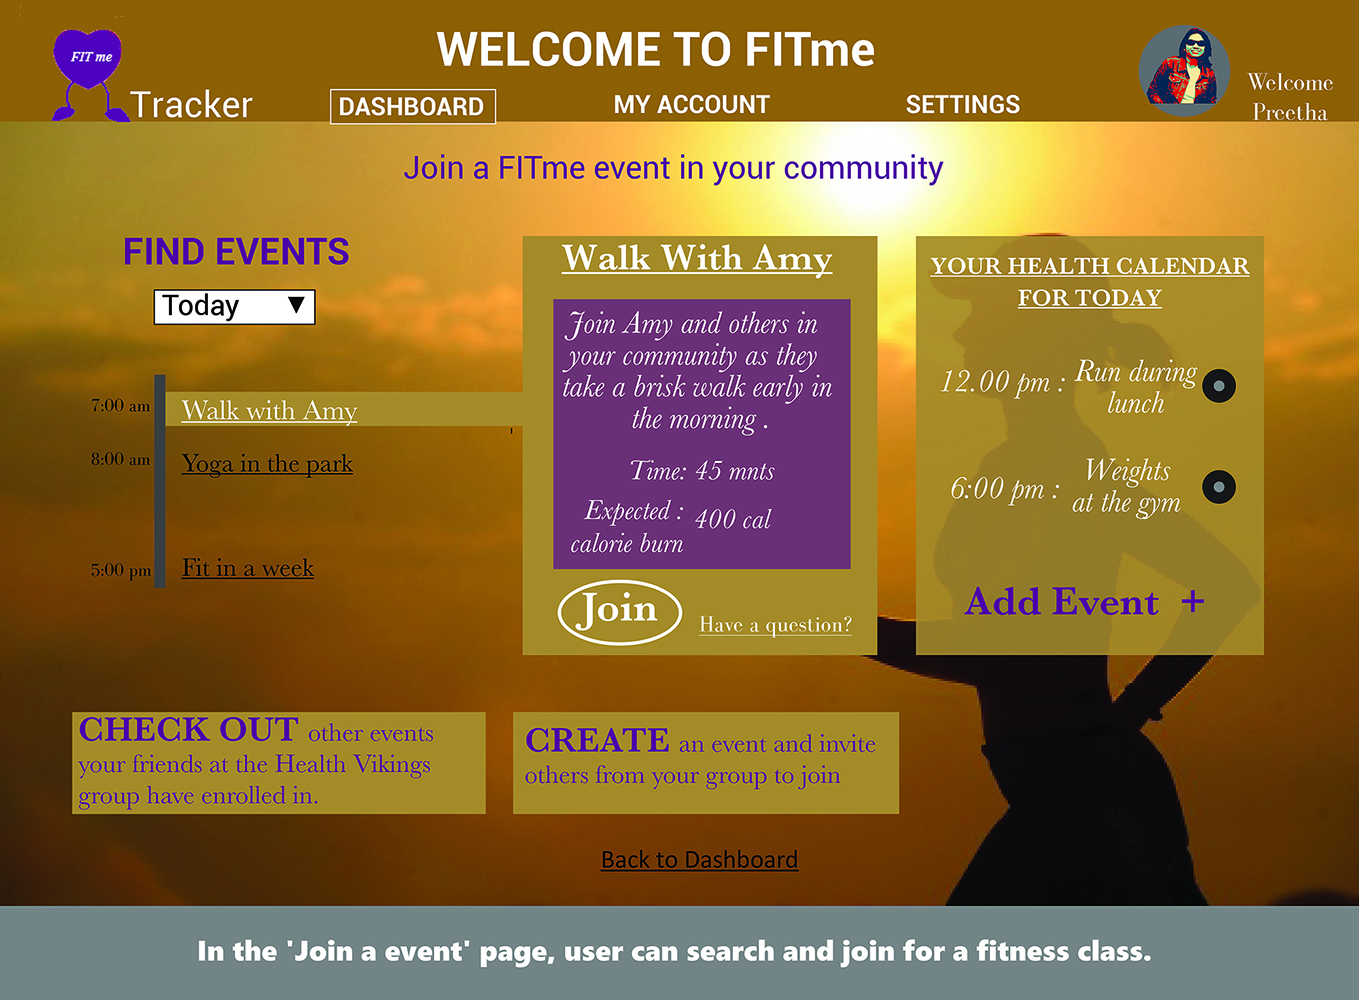 WELCOME TO FITme
FIT me
Tracker
DASHBOARD
MY ACCOUNT
SETTINGS
Welcome
Preetha
Join a FITme event in your community
FIND EVENTS
Today
7:00 am
Walk with Amy
8:00 am
Yoga in the park
5:00 pm
Fit in a week
Walk With Amy
Join Amy and others in
your community as they
take a brisk walk early in
the morning .
Time: 45 mnts
Expected : 400 cal
calorie burn
Join
Have a question?
YOUR HEALTH CALENDAR
FOR TODAY
12.00 pm : Run during
lunch
6:00 pm : Weights
at the gym
Add Event +
CHECK OUT other events
your friends at the Health Vikings
group have enrolled in.
CREATE an event and invite
others from your group to join
Back to Dashboard
In the 'Join a event' page, user can search and join for a fitness class.